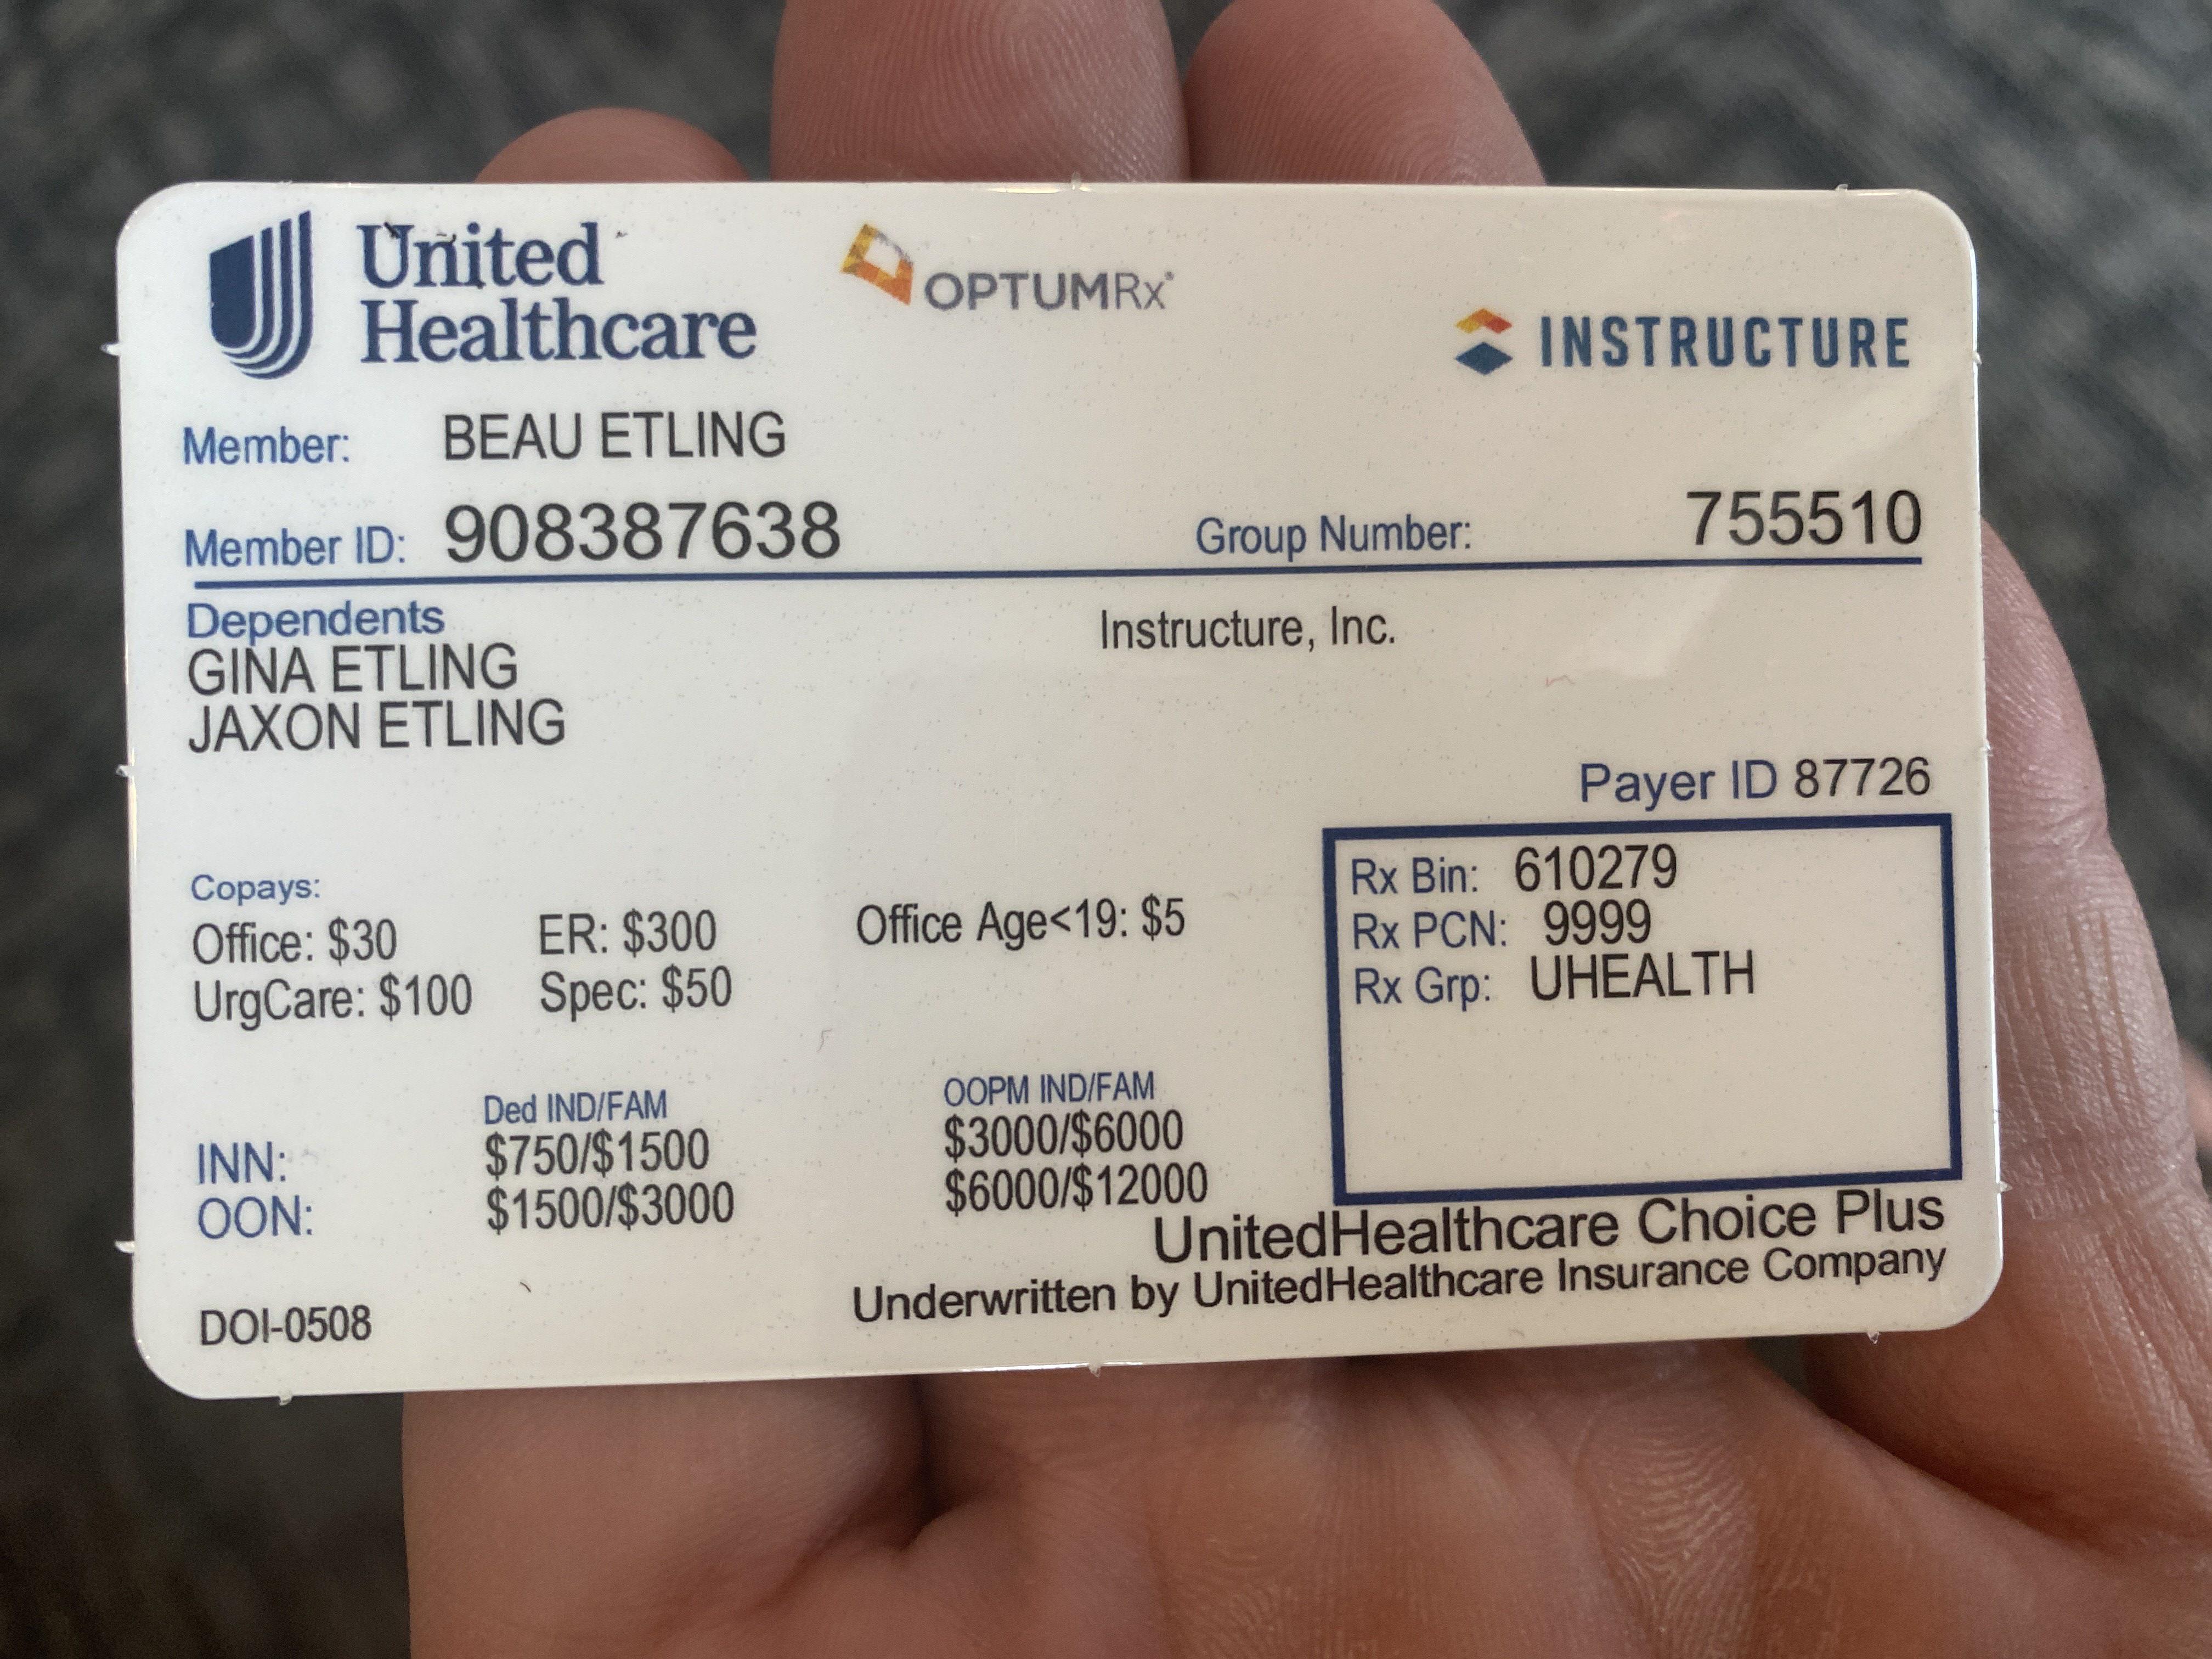 United
Healthcare
OPTUMRx®
INSTRUCTURE
Member: BEAU ETLING
Member ID: 908387638 Group Number: 755510
Dependents
GINA ETLING
JAXON ETLING
Instructure, Inc.
Payer ID 87726
Copays:
Office: $30 ER: $300 Office Age<19: $5
UrgCare: $100 Spec: $50
Rx Bin: 610279
Rx PCN: 9999
Rx Grp: UHEALTH
Ded IND/FAM OOPM IND/FAM
INN: $750/$1500 $3000/$6000
OON: $1500/$3000 $6000/$12000
UnitedHealthcare Choice Plus
Underwritten by UnitedHealthcare Insurance Company
DOI-0508